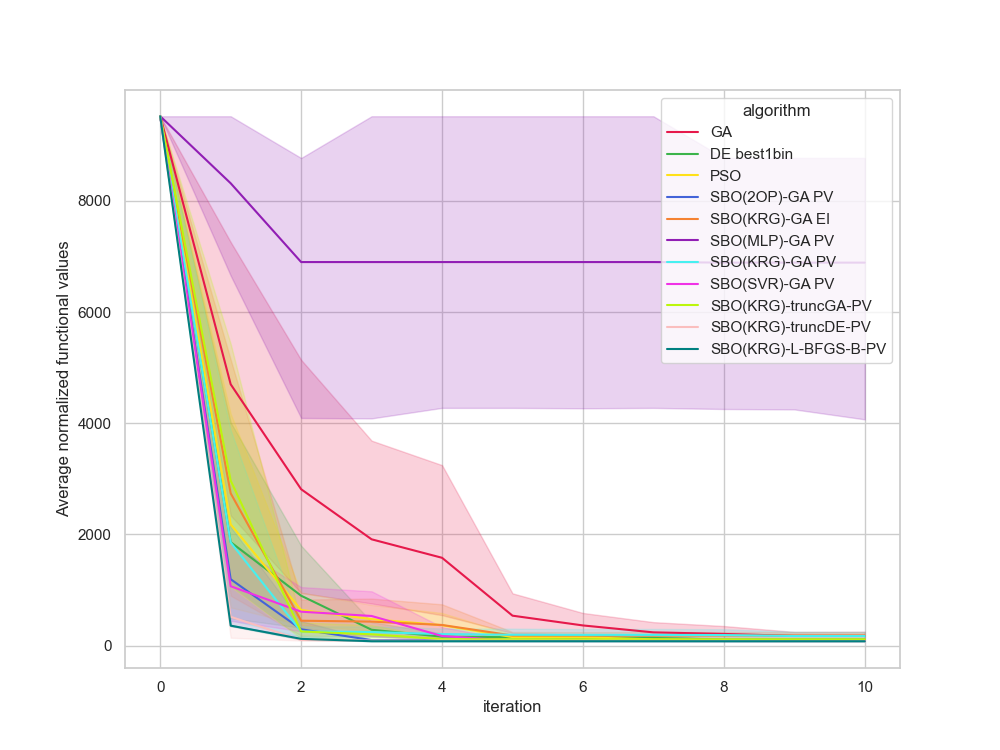 algorithm
GA
DE best1bin
PSO
SBO(2OP)-GA PV
SBO(KRG)-GA EI
SBO(MLP)-GA PV
SBO(KRG)-GA PV
SBO(SVR)-GA PV
SBO(KRG)-truncGA-PV
SBO(KRG)-truncDE-PV
SBO(KRG)-L-BFGS-B-PV
Average normalized functional values
8000
6000
4000
2000
0
0 2 4 6 8 10
iteration